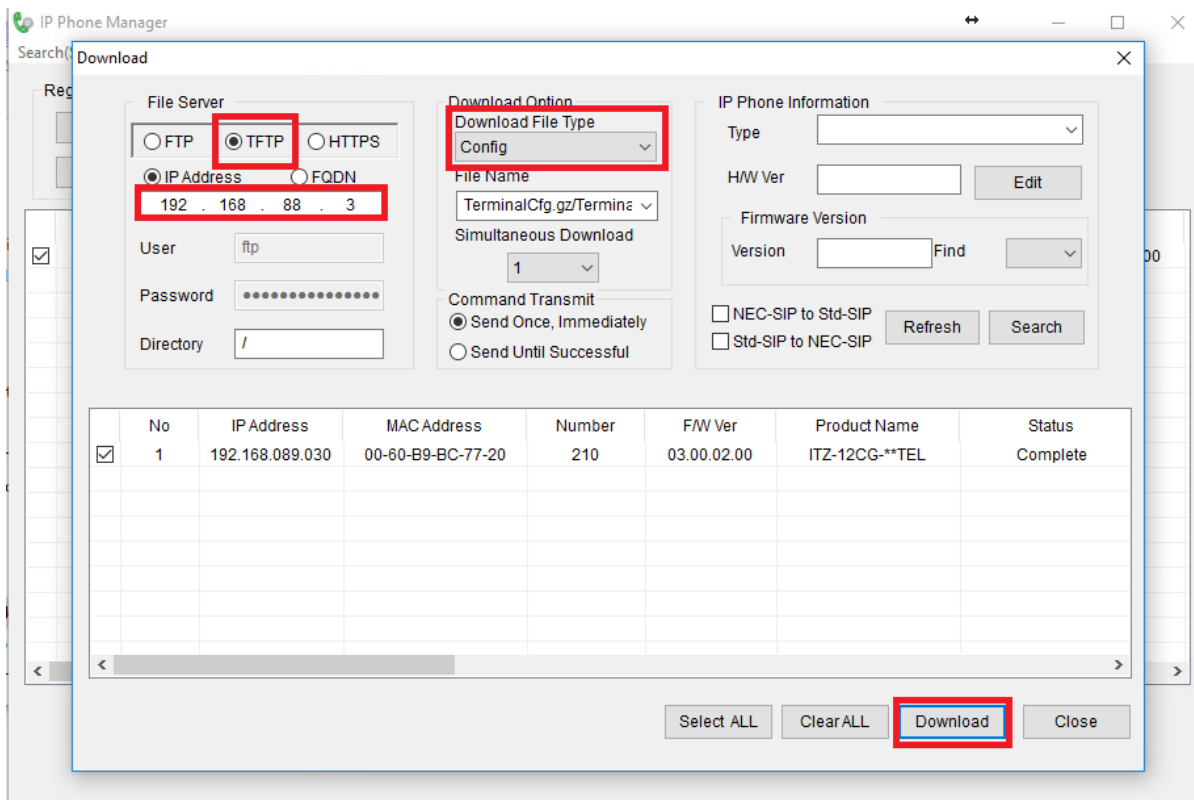 IP Phone Manager
Search(S
Download
Reg
File Server
FTP
TFTP
HTTPS
IP Address
FQDN
192 . 168 . 88 . 3
User
ftp
Password
•••••••••••••••
Directory
/
Download Option
Download File Type
Config
File Name
TerminalCfg.gz/Termina
Simultaneous Download
1
Command Transmit
Send Once, Immediately
Send Until Successful
IP Phone Information
Type
H/W Ver
Edit
Firmware Version
Version
Find
NEC-SIP to Std-SIP
Std-SIP to NEC-SIP
Refresh
Search
00
No IP Address MAC Address Number F/W Ver Product Name Status
1 192.168.089.030 00-60-B9-BC-77-20 210 03.00.02.00 ITZ-12CG-**TEL Complete
Select ALL
Clear ALL
Download
Close